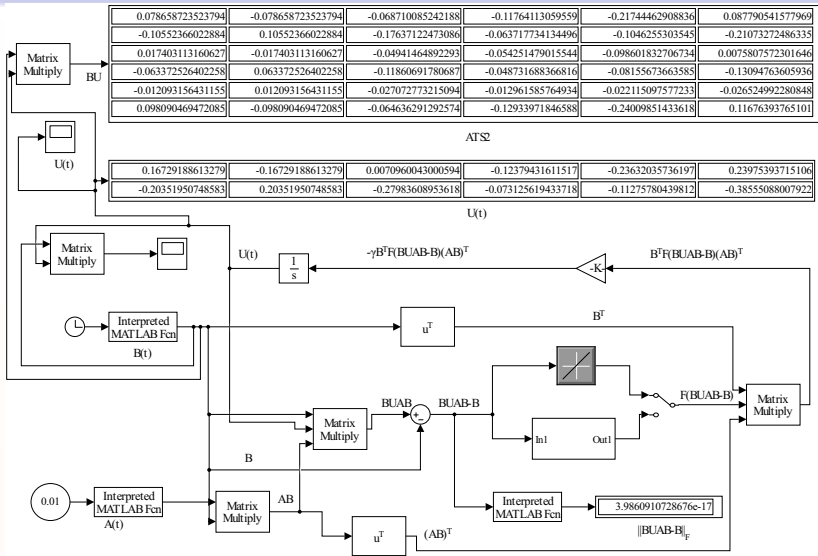 0.078658723523794 -0.078658723523794 -0.068710085242188 -0.11764113059559 -0.21744462908836 0.087790541577969
-0.10552366022884 0.10552366022884 -0.17637122473086 -0.063717734134496 -0.1046255303545 -0.21073272486335
0.017403113160627 -0.017403113160627 -0.04941464892293 -0.054251479015544 -0.098601832706734 0.0075807572301646
-0.063372526402258 0.063372526402258 -0.11860691780687 -0.048731688366816 -0.08155673663585 -0.13094763605936
-0.012093156431155 0.012093156431155 -0.027072773215094 -0.012961585764934 -0.022115097577233 -0.026524992280848
0.098090469472085 -0.098090469472085 -0.064636291292574 -0.12933971846588 -0.24009851433618 0.11676393765101
Matrix
Multiply
BU
ATS2
U(t)
0.16729188613279 -0.16729188613279 0.0070960043000594 -0.12379431611517 -0.23632035736197 0.23975393715106
-0.20351950748583 0.20351950748583 -0.27983608953618 -0.073125619433718 -0.11275780439812 -0.38555088007922
U(t)
Matrix
Multiply
U(t)
1
s
-γBᵀF(BUAB-B)(AB)ᵀ
-K-
BᵀF(BUAB-B)(AB)ᵀ
Interpreted
MATLAB Fcn
B(t)
uᵀ
Bᵀ
BUAB
BUAB-B
F(BUAB-B)
Matrix
Multiply
Matrix
Multiply
In1
Out1
B
0.01
Interpreted
MATLAB Fcn
A(t)
Matrix
Multiply
AB
uᵀ
(AB)ᵀ
Interpreted
MATLAB Fcn
3.9860910728676e-17
||BUAB-B||F